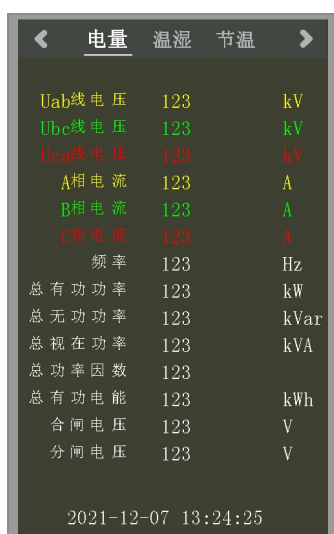 电量 温湿 节温
Uab线电压 123 kV
Ubc线电压 123 kV
Uca线电压 123 kV
A相电流 123 A
B相电流 123 A
C相电流 123 A
频率 123 Hz
总有功功率 123 kW
总无功功率 123 kVar
总视在功率 123 kVA
总功率因数 123
总有功电能 123 kWh
合闸电压 123 V
分闸电压 123 V
2021-12-07 13:24:25